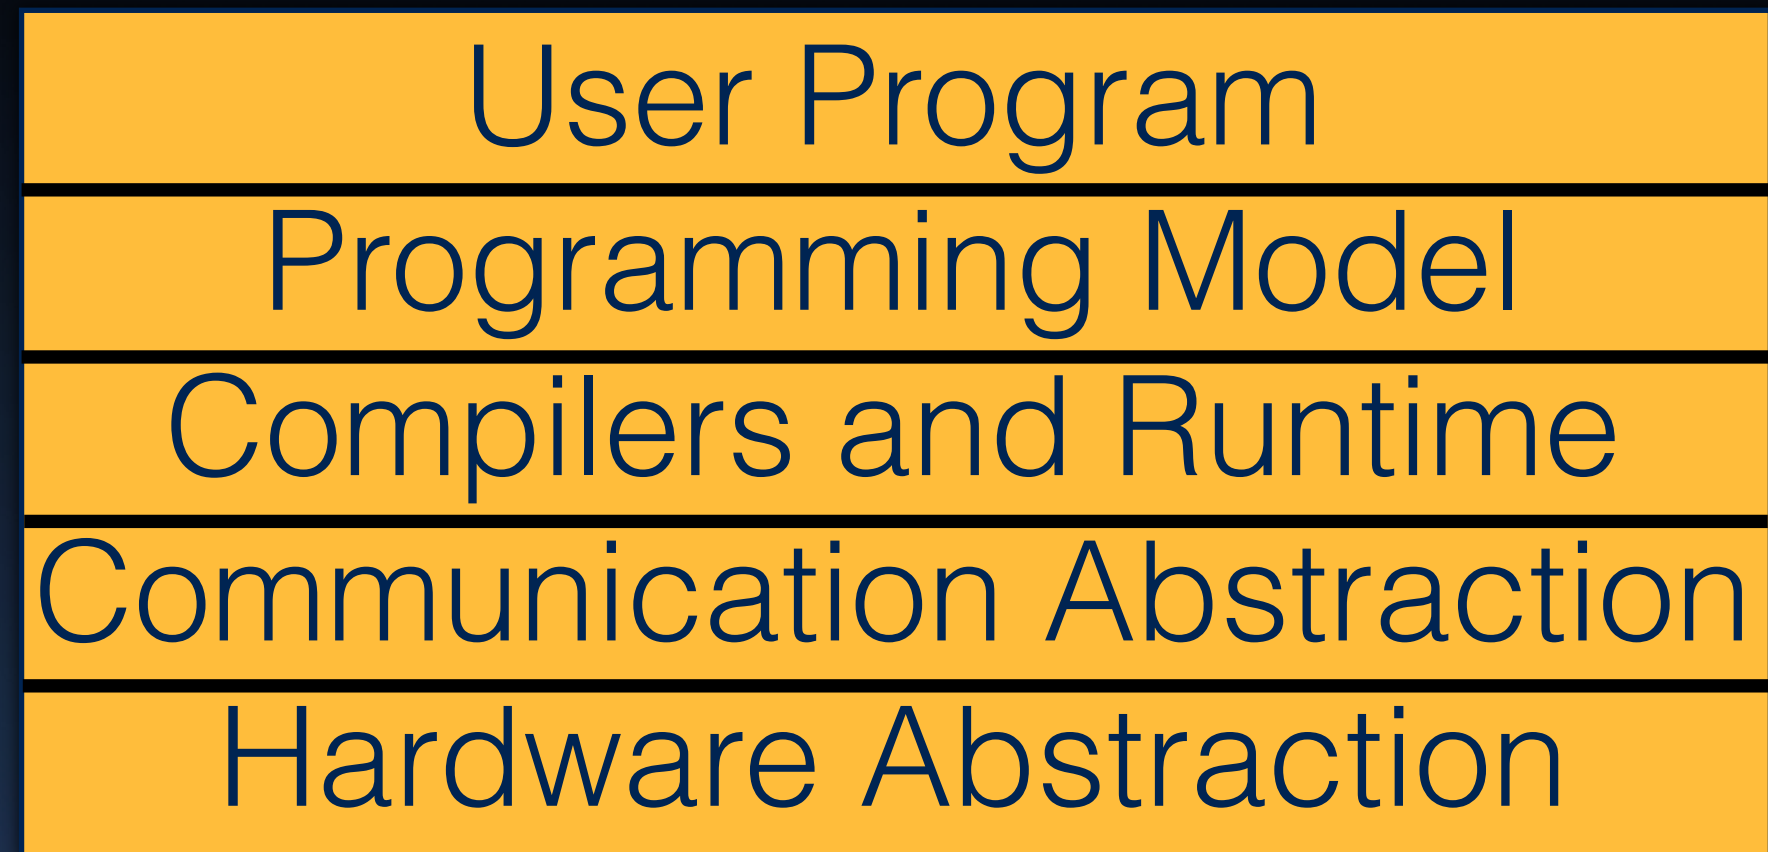 User Program
Programming Model
Compilers and Runtime
Communication Abstraction
Hardware Abstraction